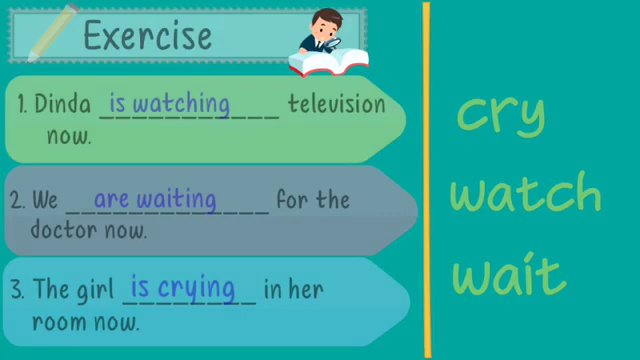 Exercise
1. Dinda is watching television
now.
2. We are waiting for the
doctor now.
3. The girl is crying in her
room now.
cry
watch
wait